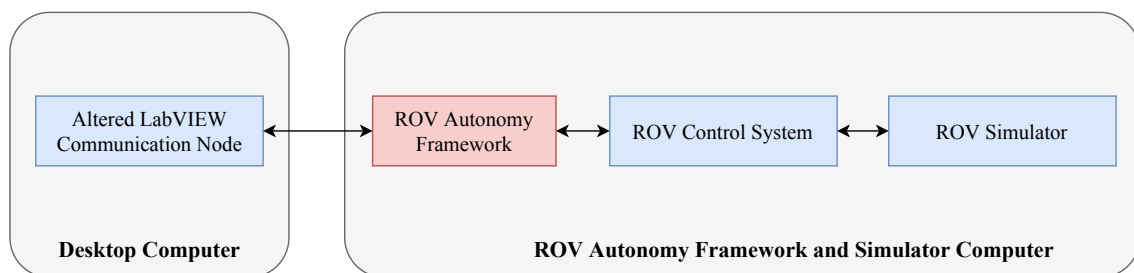 Altered LabVIEW
Communication Node
ROV Autonomy
Framework
ROV Control System
ROV Simulator
Desktop Computer
ROV Autonomy Framework and Simulator Computer